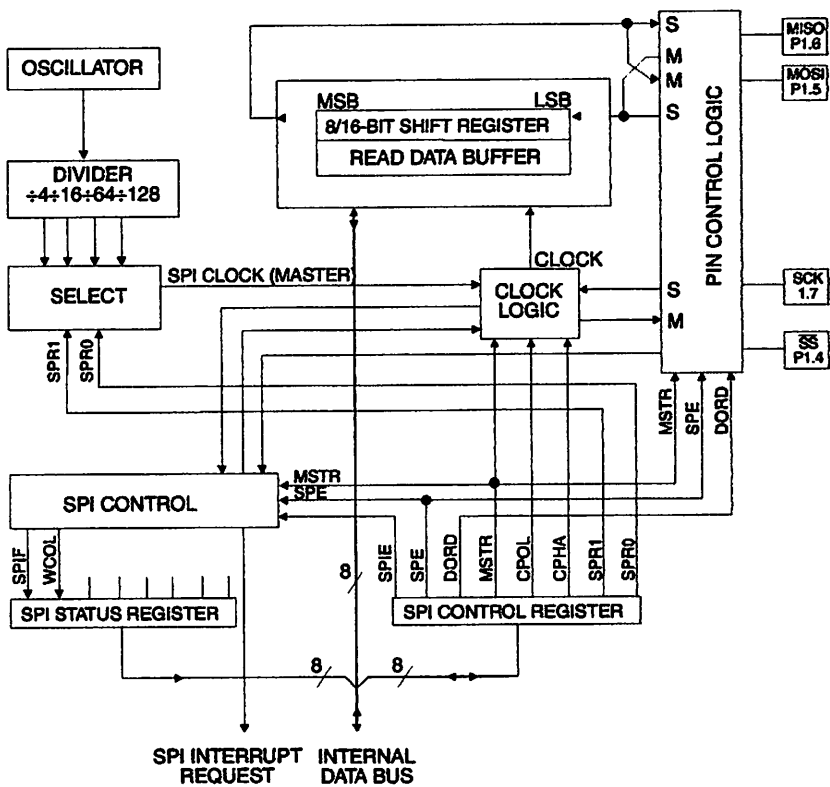 OSCILLATOR
DIVIDER
÷4÷16÷64÷128
SELECT
SPI CLOCK (MASTER)
SPR1
SPR0
MSB
LSB
8/16-BIT SHIFT REGISTER
READ DATA BUFFER
CLOCK
CLOCK
LOGIC
S
M
M
S
S
M
PIN CONTROL LOGIC
MISO
P1.6
MOSI
P1.5
SCK
1.7
SS
P1.4
MSTR
SPE
DORD
SPI CONTROL
MSTR
SPE
SPIF
WCOL
SPI STATUS REGISTER
8
SPIE
SPE
DORD
MSTR
CPOL
CPHA
SPR1
SPR0
SPI CONTROL REGISTER
8
8
SPI INTERRUPT
REQUEST
INTERNAL
DATA BUS